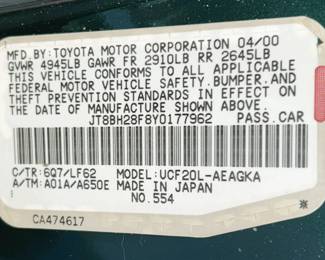 MFD.BY:TOYOTA MOTOR CORPORATION 04/00
GVWR 4945LB GAWR FR 2910LB RR 2645LB
THIS VEHICLE CONFORMS TO ALL APPLICABLE
FEDERAL MOTOR VEHICLE SAFETY.BUMPER.AND
THEFT PREVENTION STANDARDS IN EFFECT ON
THE DATE OF MANUFACTURE SHOWN ABOVE.
JT8BH28F8Y0177962 PASS.CAR
C/TR: 6Q7/LF62 UCF20L-AEAGKA
A/TM: A01A/A650E MADE IN JAPAN
NO.554
CA474617